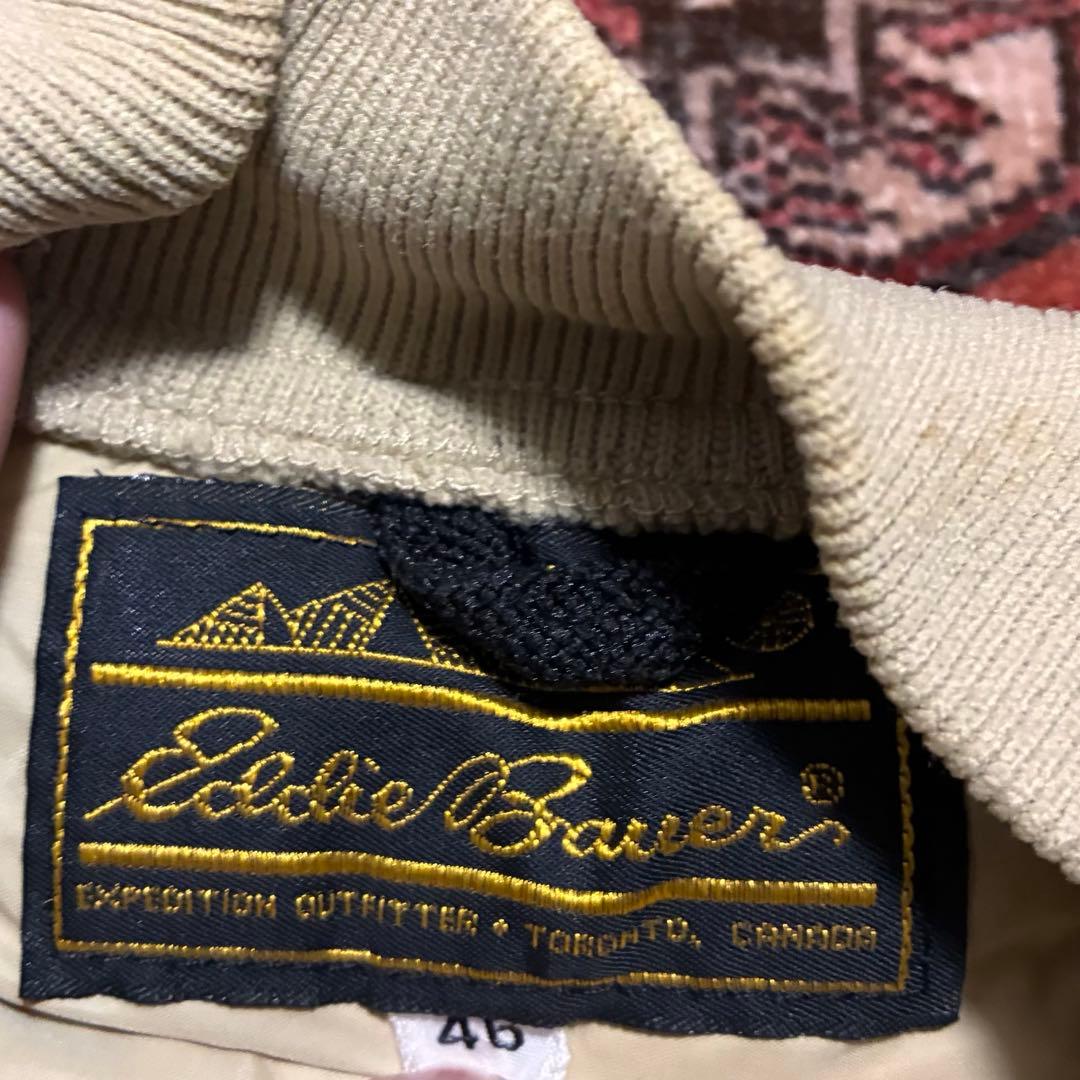 Eddie Bauer®
EXPEDITION OUTFITTER • TORONTO, CANADA
46